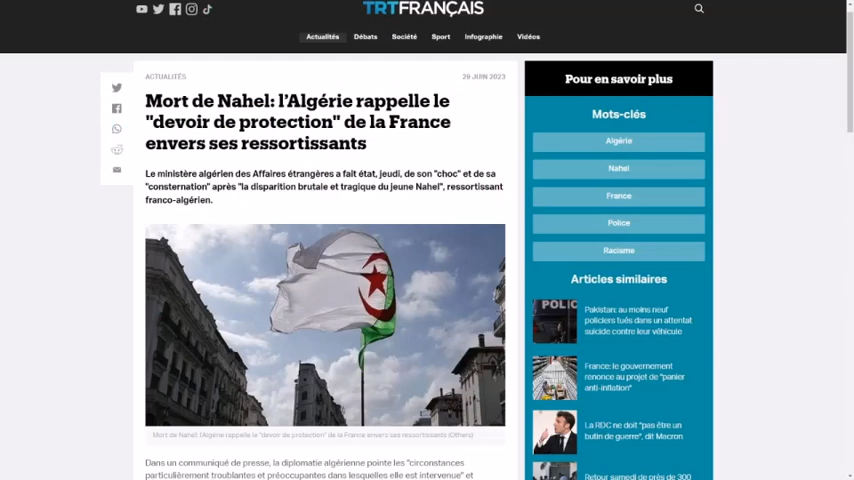 TRTFRANÇAIS
Actualités Débats Société Sport Infographie Vidéos
ACTUALITÉS 29 JUIN 2023
Mort de Nahel: l'Algérie rappelle le
"devoir de protection" de la France
envers ses ressortissants
Le ministère algérien des Affaires étrangères a fait état, jeudi, de son "choc" et de sa
"consternation" après "la disparition brutale et tragique du jeune Nahel", ressortissant
franco-algérien.
Mort de Nahel: l'Algérie rappelle le "devoir de protection" de la France envers ses ressortissants (Others)
Dans un communiqué de presse, la diplomatie algérienne pointe les "circonstances
particulièrement troublantes et préoccupantes dans lesquelles elle est intervenue" et
Pour en savoir plus
Mots-clés
Algérie
Nahel
France
Police
Racisme
Articles similaires
POLIC
Pakistan: au moins neuf
policiers tués dans un attentat
suicide contre leur véhicule
France: le gouvernement
renonce au projet de "panier
anti-inflation"
La RDC ne doit "pas être un
butin de guerre", dit Macron
Retour samedi de près de 300